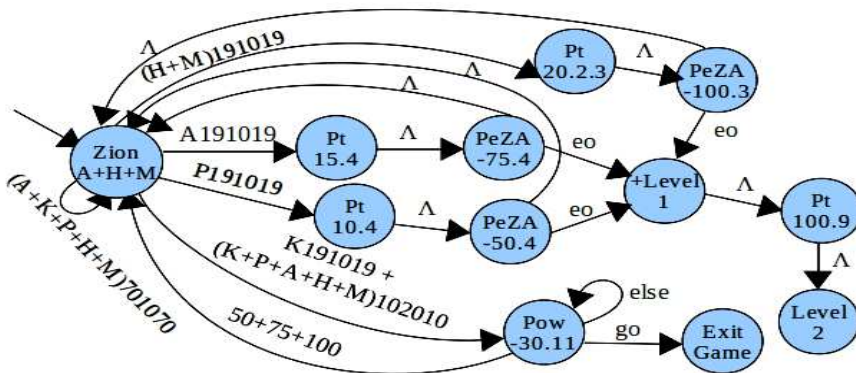 Λ
(H+M)191019
Λ
Λ
Pt
20.2.3
Λ
PeZA
-100.3
eo
Zion
A+H+M
A191019
Pt
15.4
Λ
PeZA
-75.4
eo
+Level
1
Λ
Pt
100.9
P191019
Pt
10.4
Λ
PeZA
-50.4
eo
Λ
Level
2
(A+K+P+H+M)701070
K191019 +
(K+P+A+H+M)102010
50+75+100
Pow
-30.11
else
go
Exit
Game